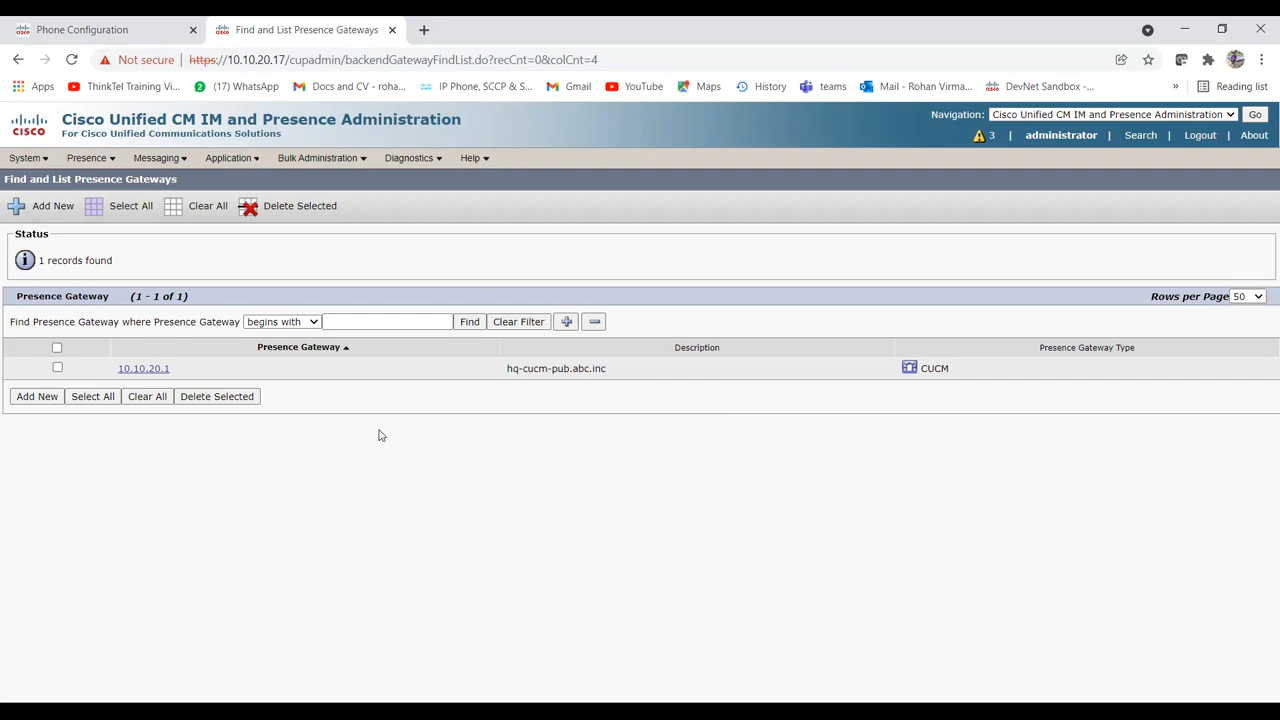 Phone Configuration
Find and List Presence Gateways
Not secure https://10.10.20.17/cupadmin/backendGatewayFindList.do?recCnt=0&colCnt=4
Apps ThinkTel Training Vi... (17) WhatsApp Docs and CV - roha... IP Phone, SCCP & S... Gmail YouTube Maps History teams Mail - Rohan Virma... DevNet Sandbox -... » Reading list
Cisco Unified CM IM and Presence Administration
For Cisco Unified Communications Solutions
CISCO
Navigation: Cisco Unified CM IM and Presence Administration Go
3 | administrator | Search | Logout | About
System Presence Messaging Application Bulk Administration Diagnostics Help
Find and List Presence Gateways
Add New Select All Clear All Delete Selected
Status
1 records found
Presence Gateway (1 - 1 of 1) Rows per Page 50
Find Presence Gateway where Presence Gateway begins with Find Clear Filter
Presence Gateway Description Presence Gateway Type
10.10.20.1 hq-cucm-pub.abc.inc CUCM
Add New Select All Clear All Delete Selected